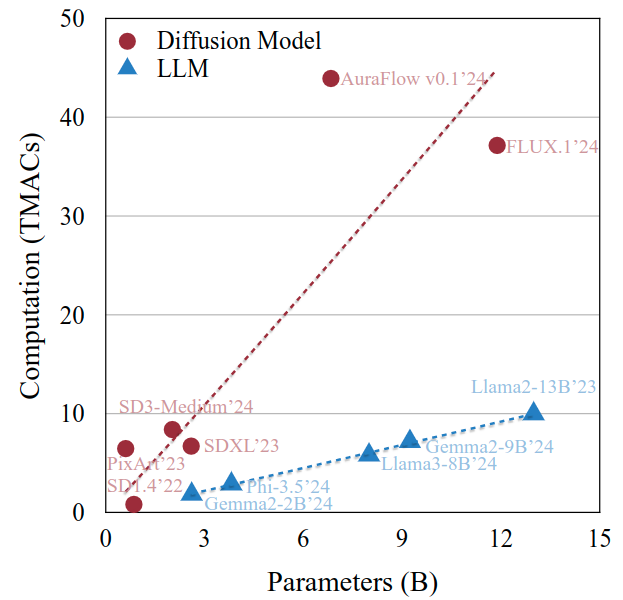 50
Diffusion Model
LLM
AuraFlow v0.1’24
40
FLUX.1’24
30
Computation (TMACs)
20
Llama2-13B’23
SD3-Medium’24
10
SDXL’23
Gemma2-9B’24
PixArt’23
Llama3-8B’24
SD1.4’22
Phi-3.5’24
Gemma2-2B’24
0
0 3 6 9 12 15
Parameters (B)